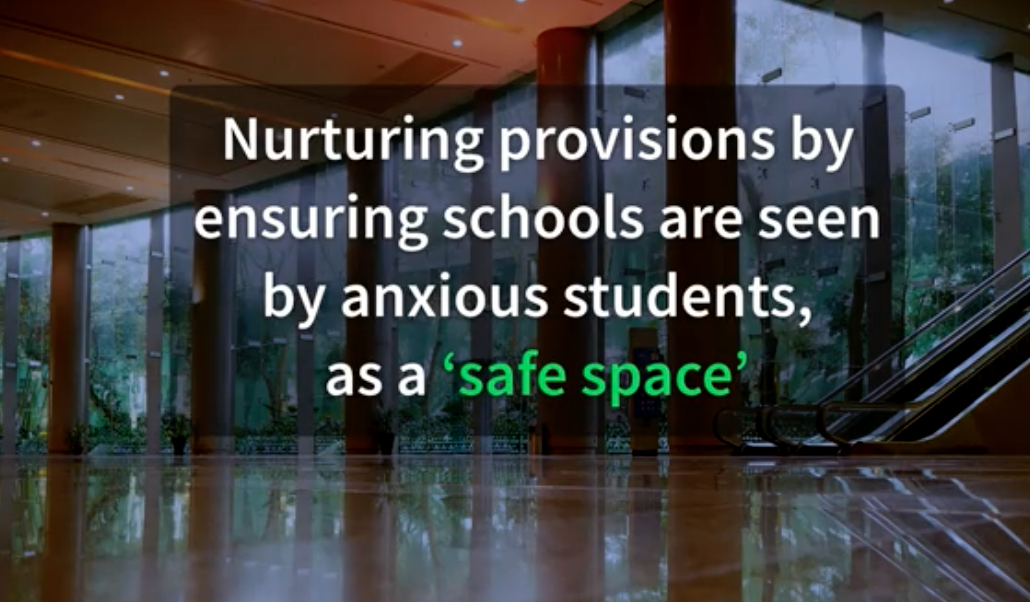 Nurturing provisions by
ensuring schools are seen
by anxious students,
as a ‘safe space’